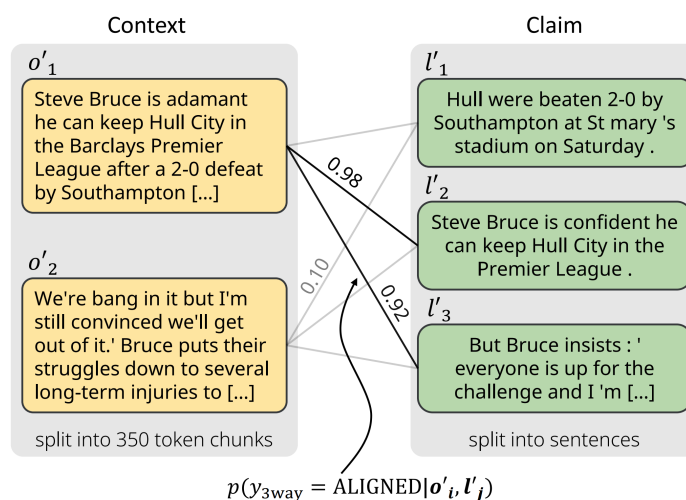 Context
o'₁
Steve Bruce is adamant
he can keep Hull City in
the Barclays Premier
League after a 2-0 defeat
by Southampton [...]
o'₂
We're bang in it but I'm
still convinced we'll get
out of it.' Bruce puts their
struggles down to several
long-term injuries to [...]
split into 350 token chunks
0.98
0.10
0.92
Claim
l'₁
Hull were beaten 2-0 by
Southampton at St mary 's
stadium on Saturday .
l'₂
Steve Bruce is confident he
can keep Hull City in the
Premier League .
l'₃
But Bruce insists : '
everyone is up for the
challenge and I 'm [...]
split into sentences
p(y₃way = ALIGNED|o'ᵢ, l'ⱼ)